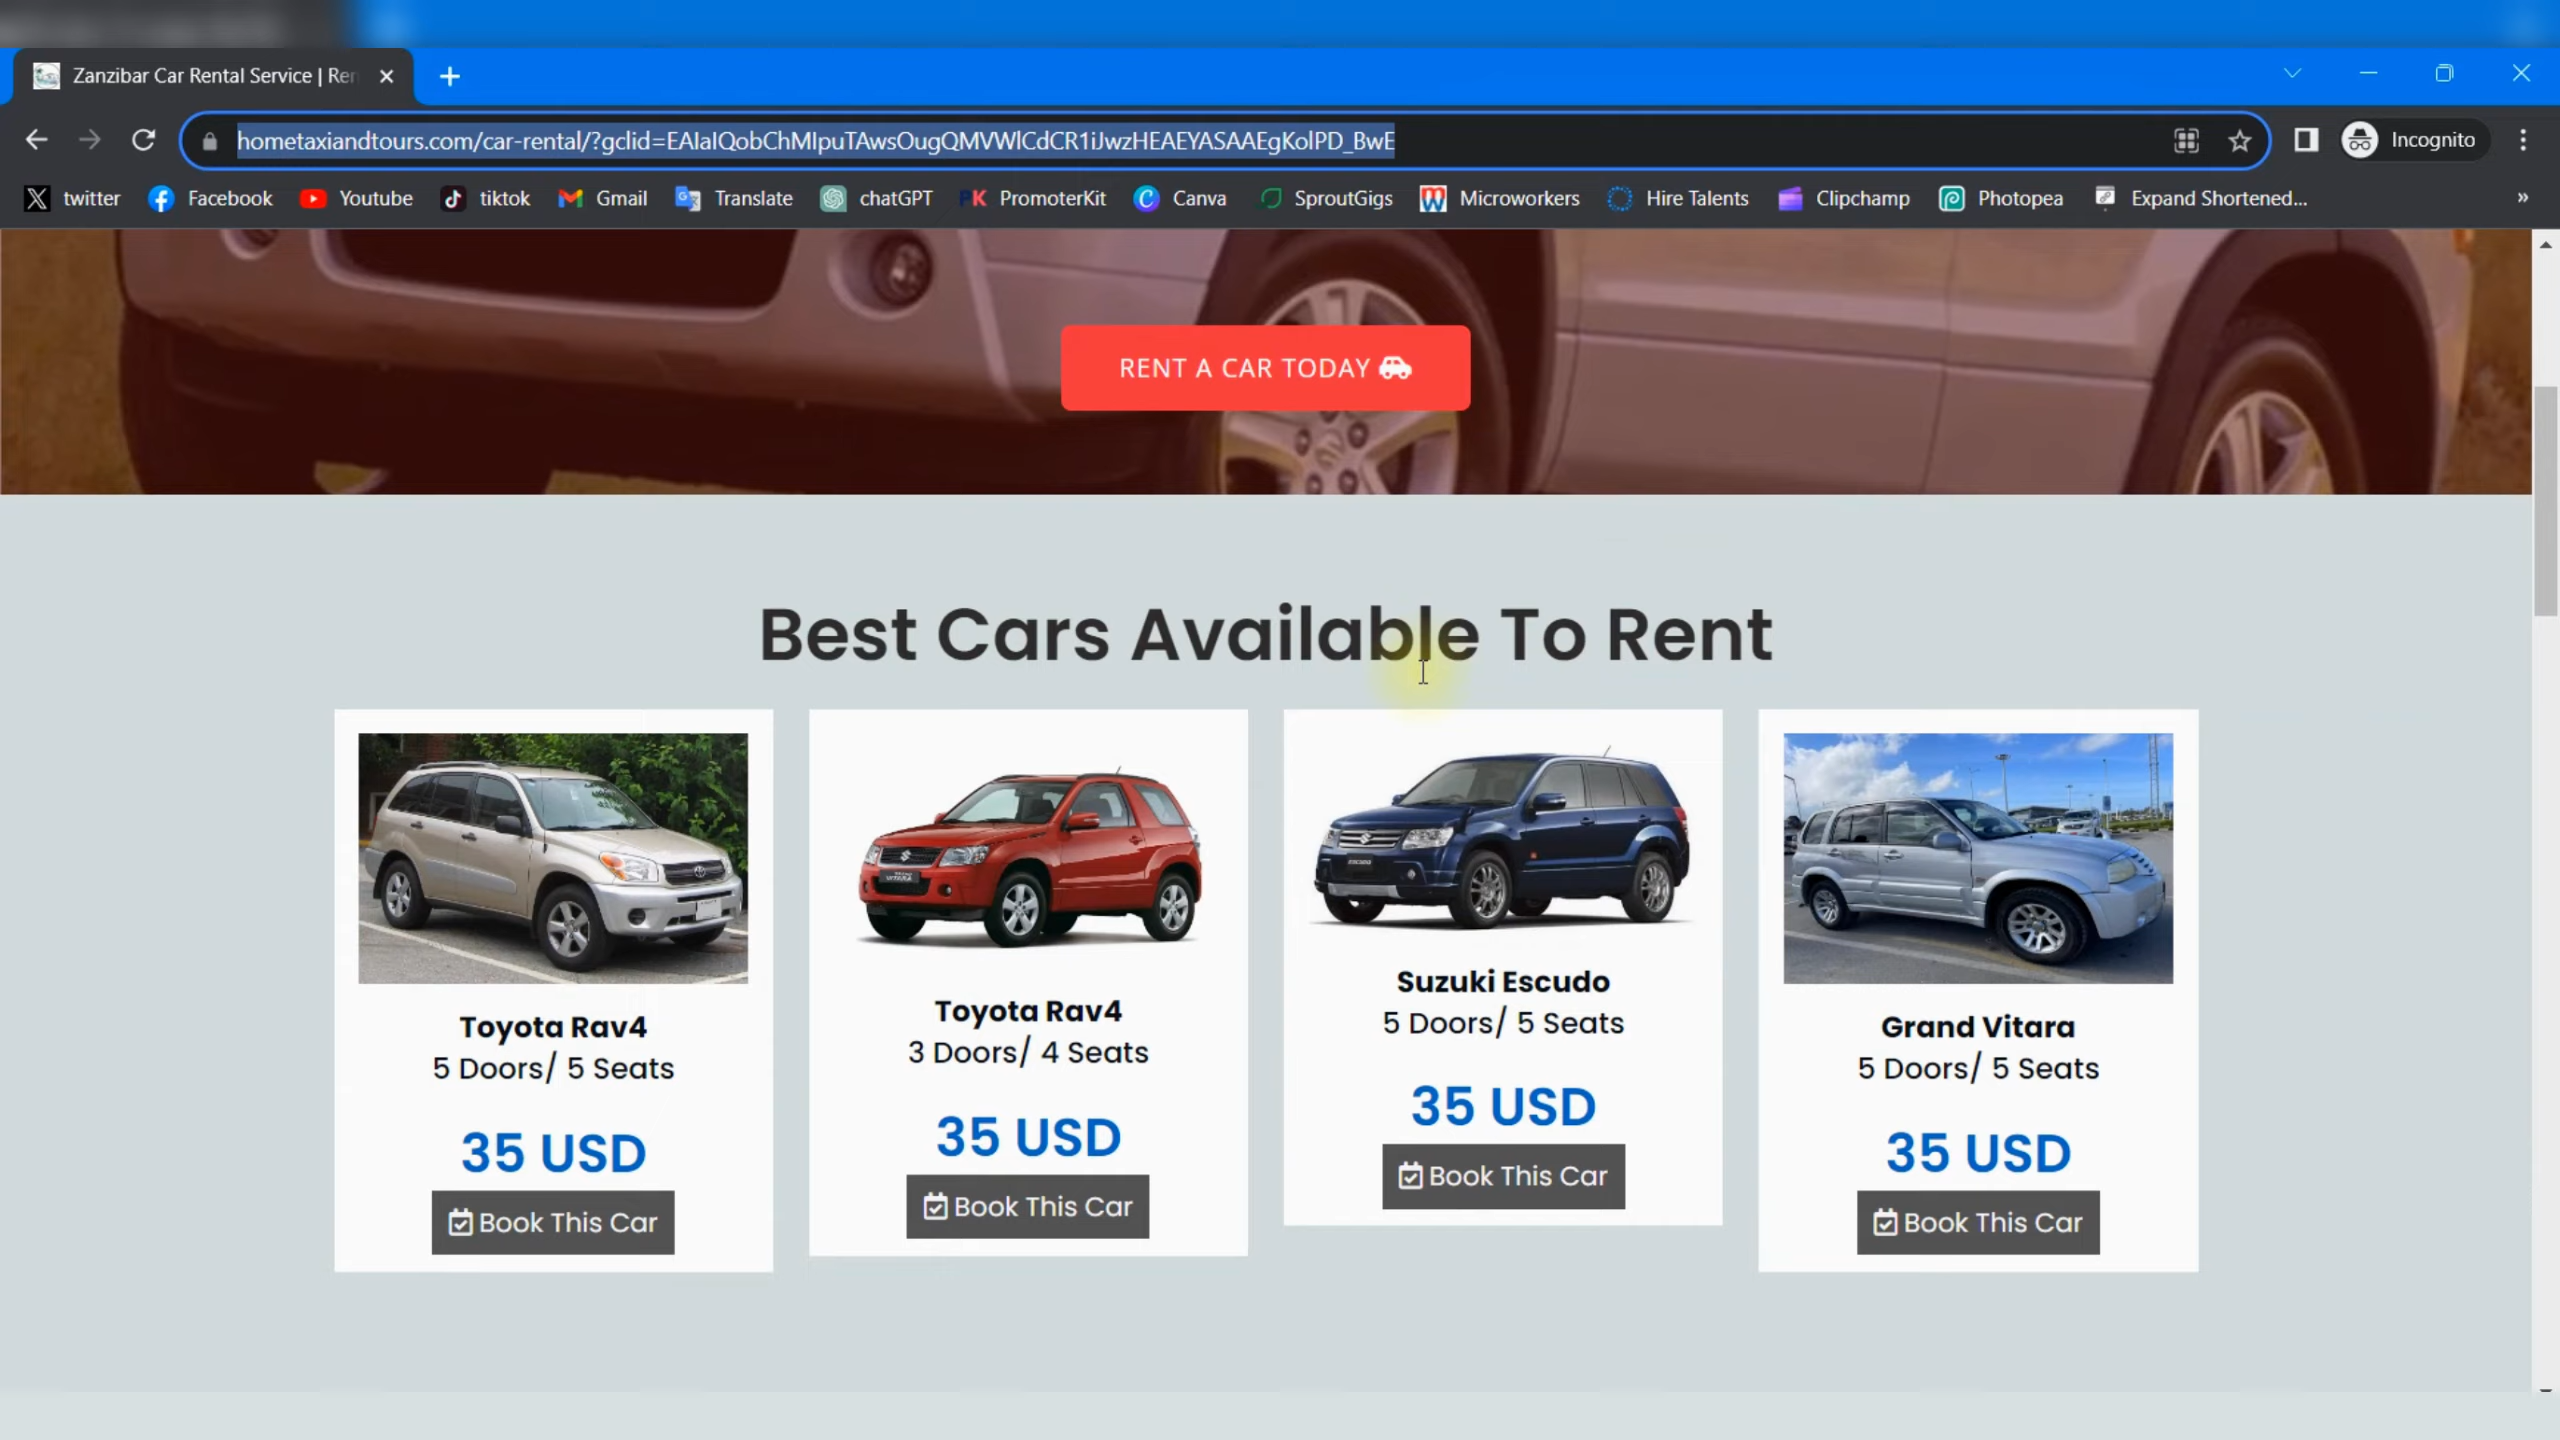 Zanzibar Car Rental Service | Ren
hometaxiandtours.com/car-rental/?gclid=EAIaIQobChMIpuTAwsOugQMVWlCdCR1iJwzHEAEYASAAEgKolPD_BwE
Incognito
twitter Facebook Youtube tiktok Gmail Translate chatGPT PK PromoterKit Canva SproutGigs Microworkers Hire Talents Clipchamp Photopea Expand Shortened... »
RENT A CAR TODAY
Best Cars Available To Rent
Toyota Rav4
5 Doors/ 5 Seats
35 USD
Book This Car
Toyota Rav4
3 Doors/ 4 Seats
35 USD
Book This Car
Suzuki Escudo
5 Doors/ 5 Seats
35 USD
Book This Car
Grand Vitara
5 Doors/ 5 Seats
35 USD
Book This Car